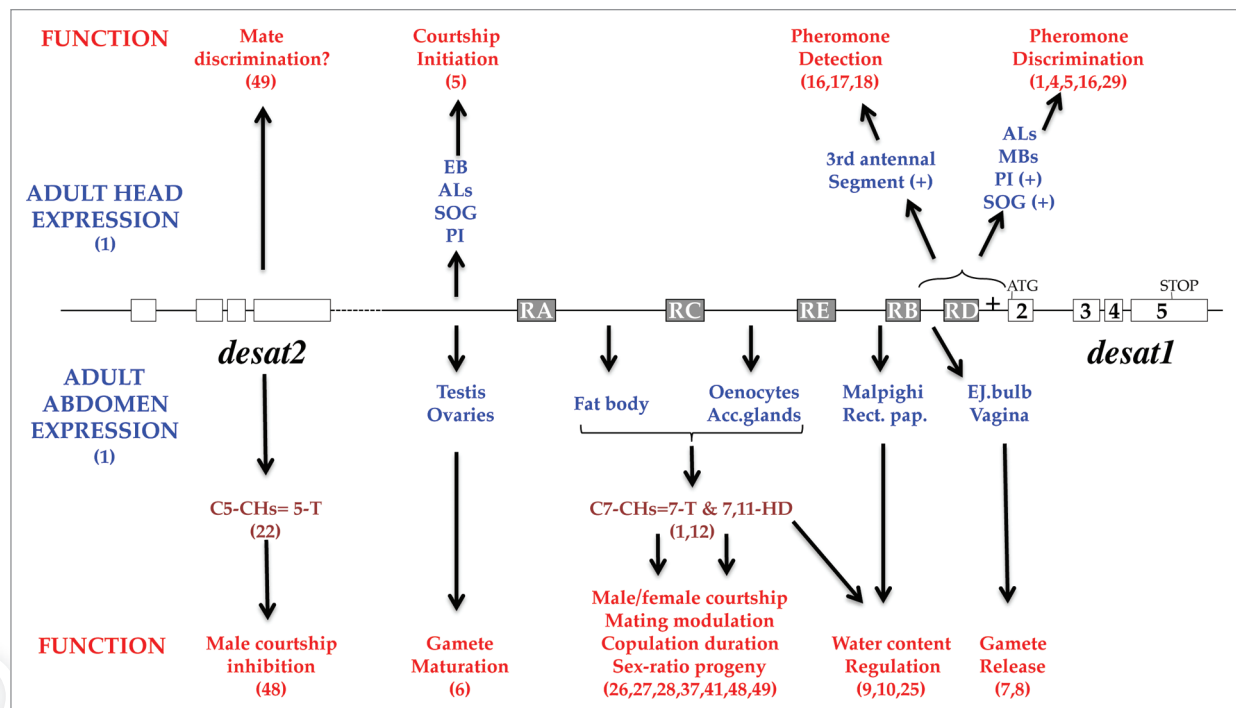 FUNCTION
Mate
discrimination?
(49)
Courtship
Initiation
(5)
Pheromone
Detection
(16,17,18)
Pheromone
Discrimination
(1,4,5,16,29)
ADULT HEAD
EXPRESSION
(1)
EB
ALs
SOG
PI
3rd antennal
Segment (+)
ALs
MBs
PI (+)
SOG (+)
RA
RC
RE
RB
RD
+
ATG
2
3
4
5
STOP
desat2
desat1
ADULT
ABDOMEN
EXPRESSION
(1)
Testis
Ovaries
Fat body
Oenocytes
Acc.glands
Malpighi
Rect. pap.
EJ.bulb
Vagina
C5-CHs= 5-T
(22)
C7-CHs=7-T & 7,11-HD
(1,12)
FUNCTION
Male courtship
inhibition
(48)
Gamete
Maturation
(6)
Male/female courtship
Mating modulation
Copulation duration
Sex-ratio progeny
(26,27,28,37,41,48,49)
Water content
Regulation
(9,10,25)
Gamete
Release
(7,8)